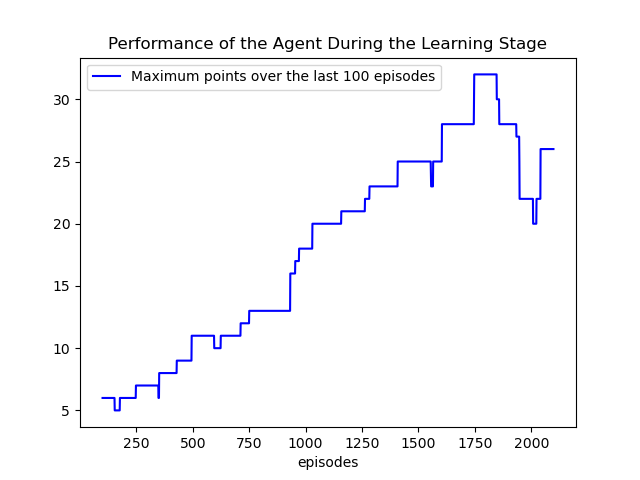 Performance of the Agent During the Learning Stage
Maximum points over the last 100 episodes
30
25
20
15
10
5
250 500 750 1000 1250 1500 1750 2000
episodes